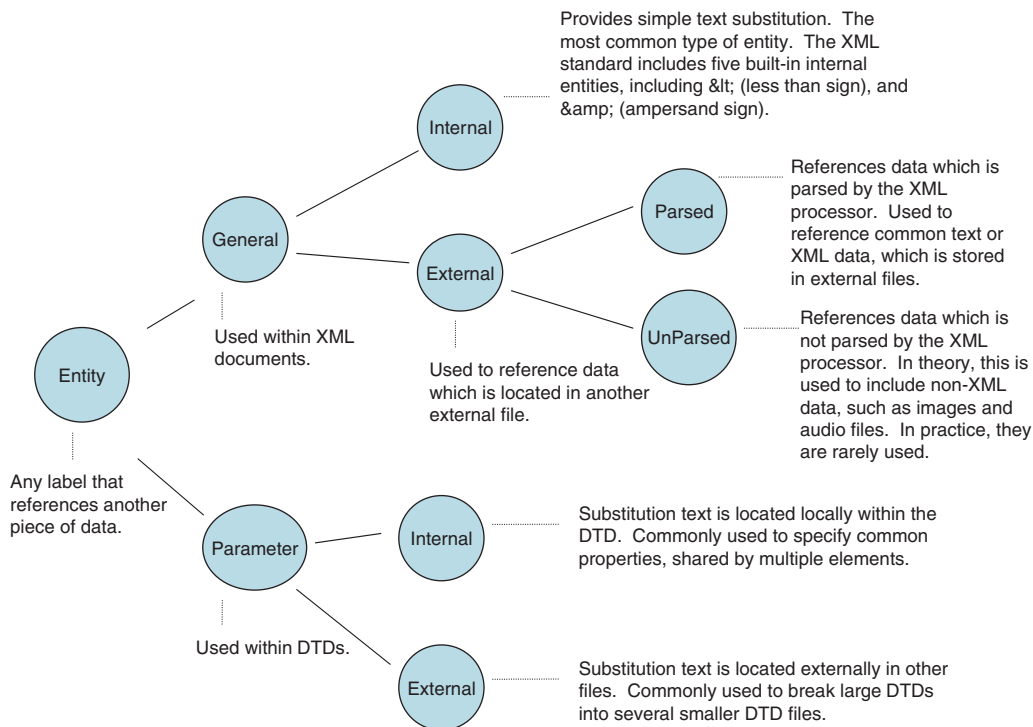 Provides simple text substitution. The
most common type of entity. The XML
standard includes five built-in internal
entities, including &lt; (less than sign), and
&amp; (ampersand sign).
Internal
References data which is
parsed by the XML
processor. Used to
reference common text or
XML data, which is stored
in external files.
Parsed
General
External
Used within XML
documents.
UnParsed
References data which is
not parsed by the XML
processor. In theory, this is
used to include non-XML
data, such as images and
audio files. In practice, they
are rarely used.
Used to reference data
which is located in another
external file.
Entity
Any label that
references another
piece of data.
Parameter
Internal
Substitution text is located locally within the
DTD. Commonly used to specify common
properties, shared by multiple elements.
Used within DTDs.
External
Substitution text is located externally in other
files. Commonly used to break large DTDs
into several smaller DTD files.